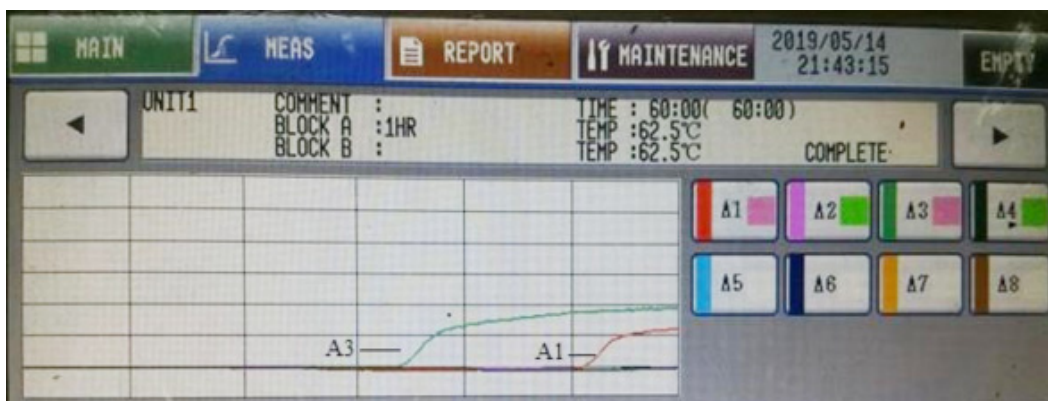 MAIN MEAS REPORT MAINTENANCE 2019/05/14 EMPTY
21:43:15
UNIT1 COMMENT : TIME : 60:00( 60:00)
BLOCK A :1HR TEMP :62.5℃
BLOCK B : TEMP :62.5℃ COMPLETE
A1 A2 A3 A4
A5 A6 A7 A8
A3
A1